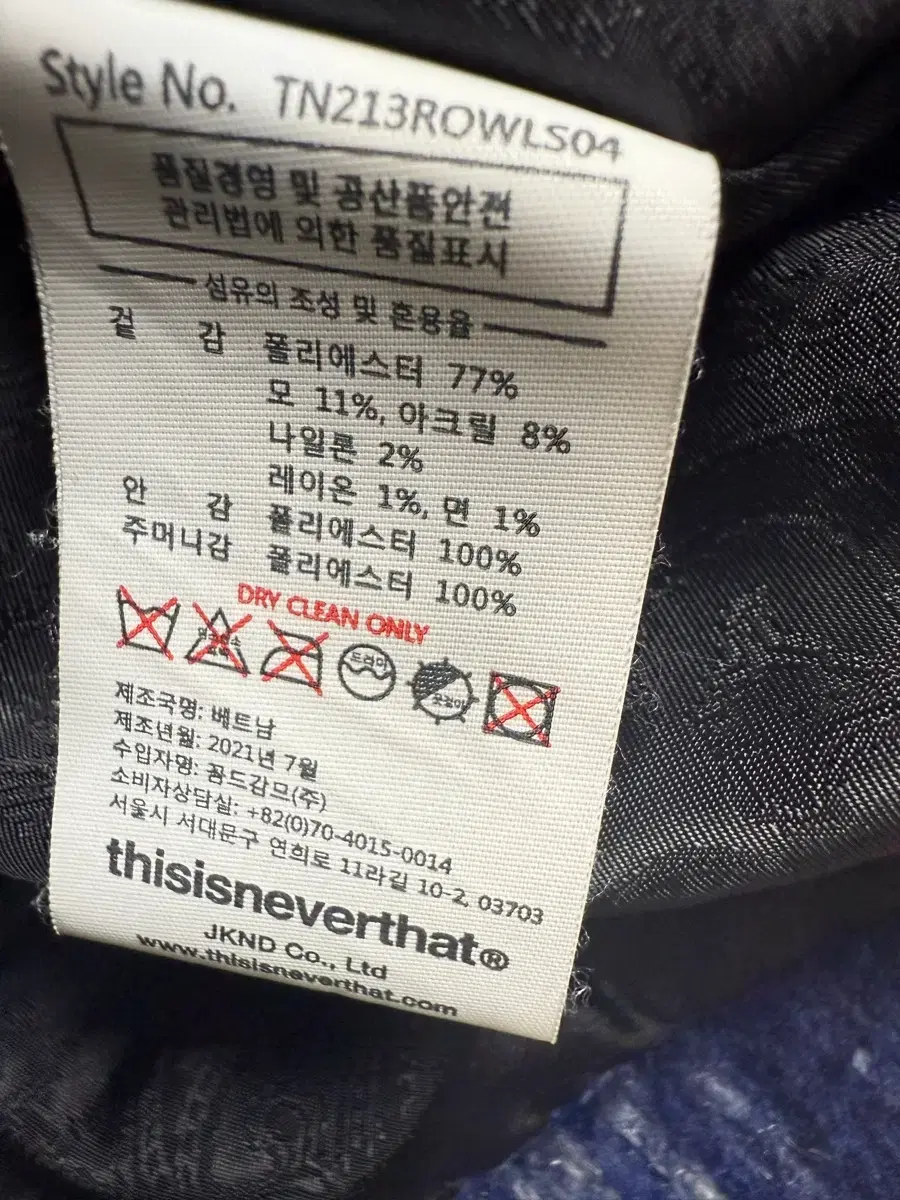 Style No. TN213ROWLS04
품질경영 및 공산품안전
관리법에 의한 품질표시
섬유의 조성 및 혼용율
겉 감 폴리에스터 77%
모 11%, 아크릴 8%
나일론 2%
레이온 1%, 면 1%
안 감 폴리에스터 100%
주머니감 폴리에스터 100%
DRY CLEAN ONLY
드라이
옷걸이
제조국명: 베트남
제조년월: 2021년 7월
수입자명: 꼼드감므(주)
소비자상담실: +82(0)70-4015-0014
서울시 서대문구 연희로 11라길 10-2, 03703
thisisneverthat®
JKND Co., Ltd
www.thisisneverthat.com